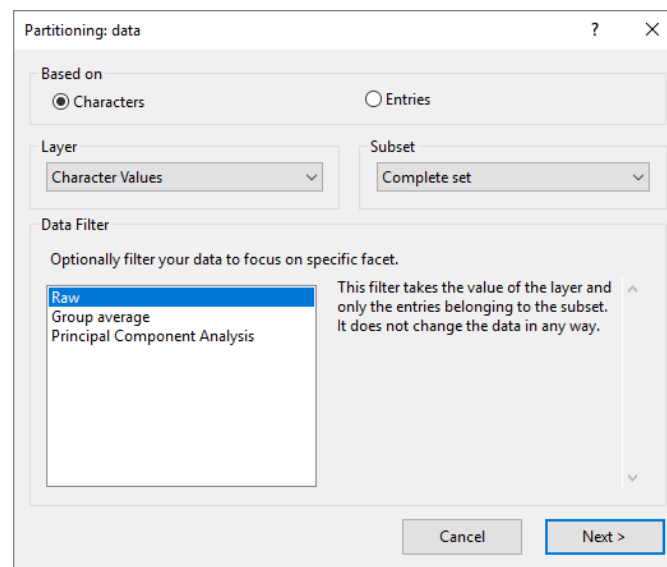 Partitioning: data
?
Based on
Characters
Entries
Layer
Subset
Character Values
Complete set
Data Filter
Optionally filter your data to focus on specific facet.
Raw
Group average
Principal Component Analysis
This filter takes the value of the layer and
only the entries belonging to the subset.
It does not change the data in any way.
Cancel
Next >